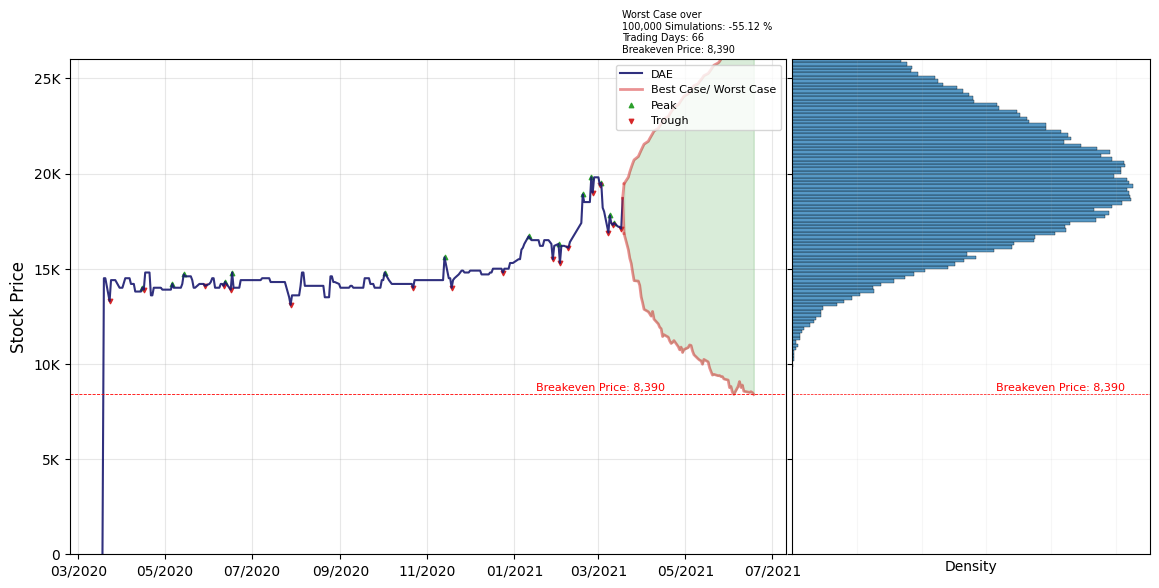 Worst Case over
100,000 Simulations: -55.12 %
Trading Days: 66
Breakeven Price: 8,390
DAE
Best Case/ Worst Case
Peak
Trough
25K
20K
15K
10K
5K
0
Stock Price
Breakeven Price: 8,390
Breakeven Price: 8,390
03/2020 05/2020 07/2020 09/2020 11/2020 01/2021 03/2021 05/2021 07/2021
Density